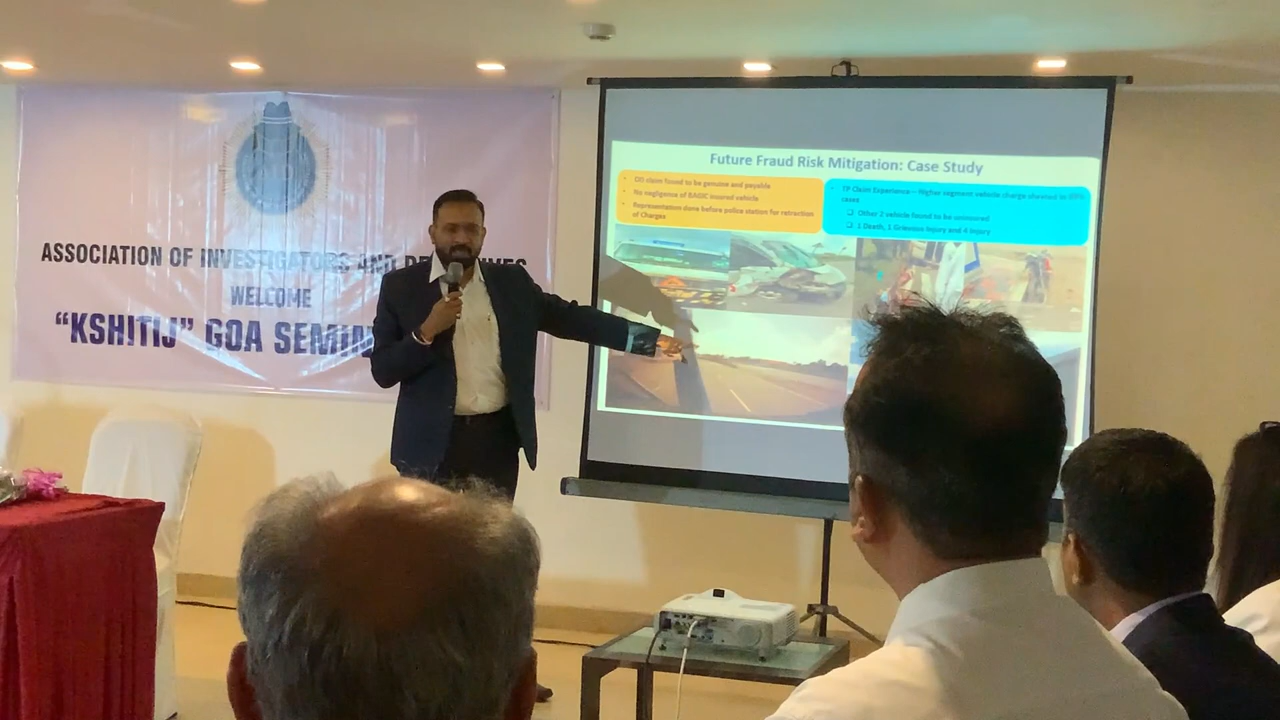 ASSOCIATION OF INVESTIGATORS AND
WELCOME
"KSHITIJ" GOA
Future Fraud Risk Mitigation: Case Study
OD claim found to be genuine and payable
No negligence of BAGIC insured vehicle
Representation done before police station for retraction
of Charges
TP Claim Experience – Higher segment vehicle charge sheeted in
cases
Other 2 vehicle found to be uninsured
1 Death, 1 Grievous Injury and 4 Injury